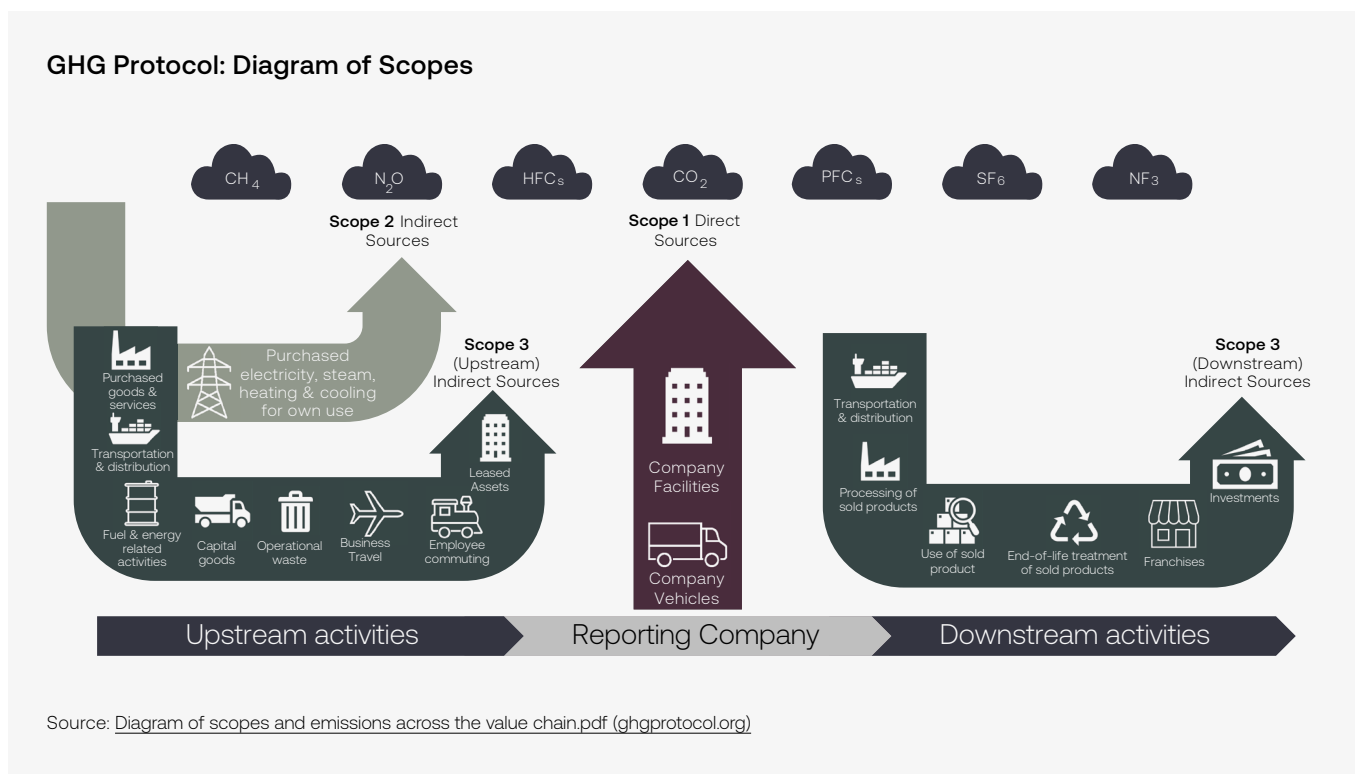 GHG Protocol: Diagram of Scopes
CH4
N2O
HFCs
CO2
PFCs
SF6
NF3
Scope 2 Indirect
Sources
Scope 1 Direct
Sources
Purchased
electricity, steam,
heating & cooling
for own use
Scope 3
(Upstream)
Indirect Sources
Purchased
goods &
services
Transportation
& distribution
Fuel & energy
related
activities
Capital
goods
Operational
waste
Business
Travel
Employee
commuting
Leased
Assets
Company
Facilities
Company
Vehicles
Scope 3
(Downstream)
Indirect Sources
Transportation
& distribution
Processing of
sold products
Use of sold
product
End-of-life treatment
of sold products
Franchises
Investments
Upstream activities
Reporting Company
Downstream activities
Source: Diagram of scopes and emissions across the value chain.pdf (ghgprotocol.org)